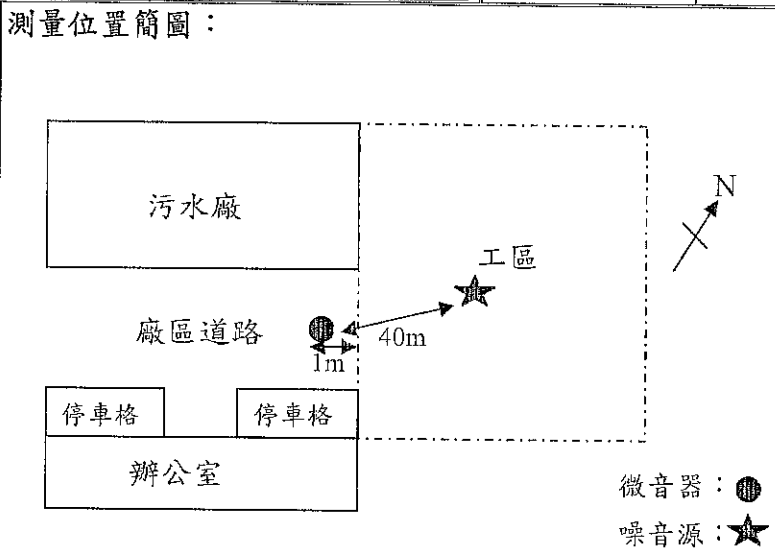 測量位置簡圖：
污水廠
N
工區
廠區道路
40m
1m
停車格
停車格
辦公室
微音器：
噪音源：